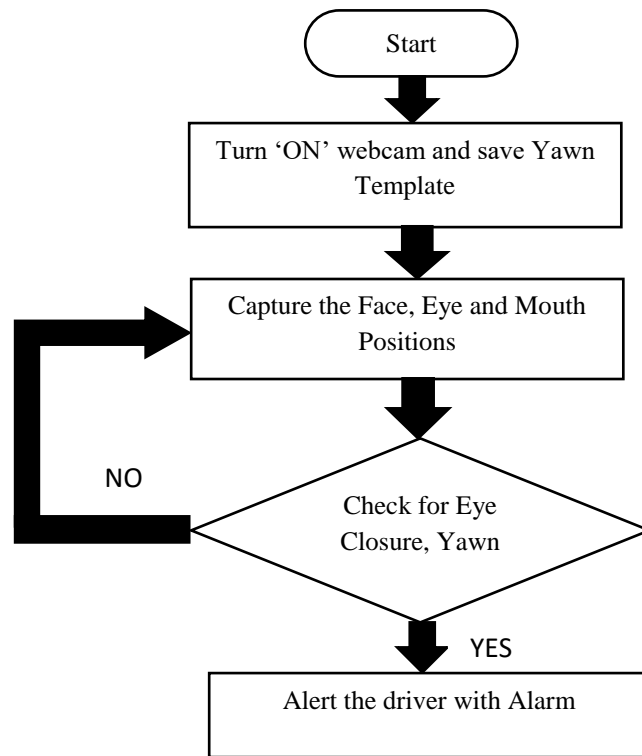 Start
Turn ‘ON’ webcam and save Yawn
Template
Capture the Face, Eye and Mouth
Positions
NO
Check for Eye
Closure, Yawn
YES
Alert the driver with Alarm